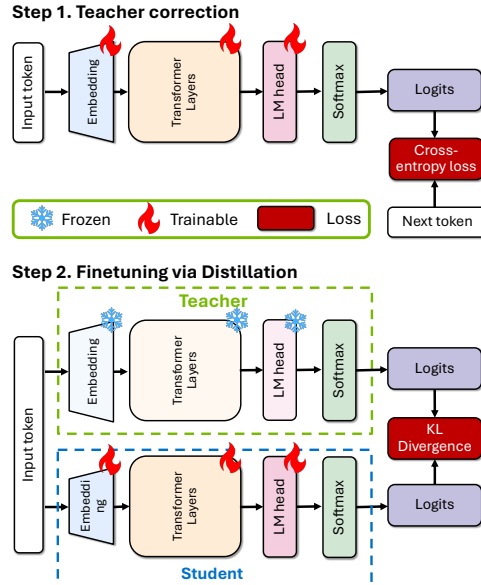 Step 1. Teacher correction
Input token
Embedding
Transformer
Layers
LM head
Softmax
Logits
Cross-
entropy loss
Next token
Frozen
Trainable
Loss
Step 2. Finetuning via Distillation
Teacher
Input token
Embedding
Transformer
Layers
LM head
Softmax
Logits
KL
Divergence
Embeddi
ng
Transformer
Layers
LM head
Softmax
Logits
Student